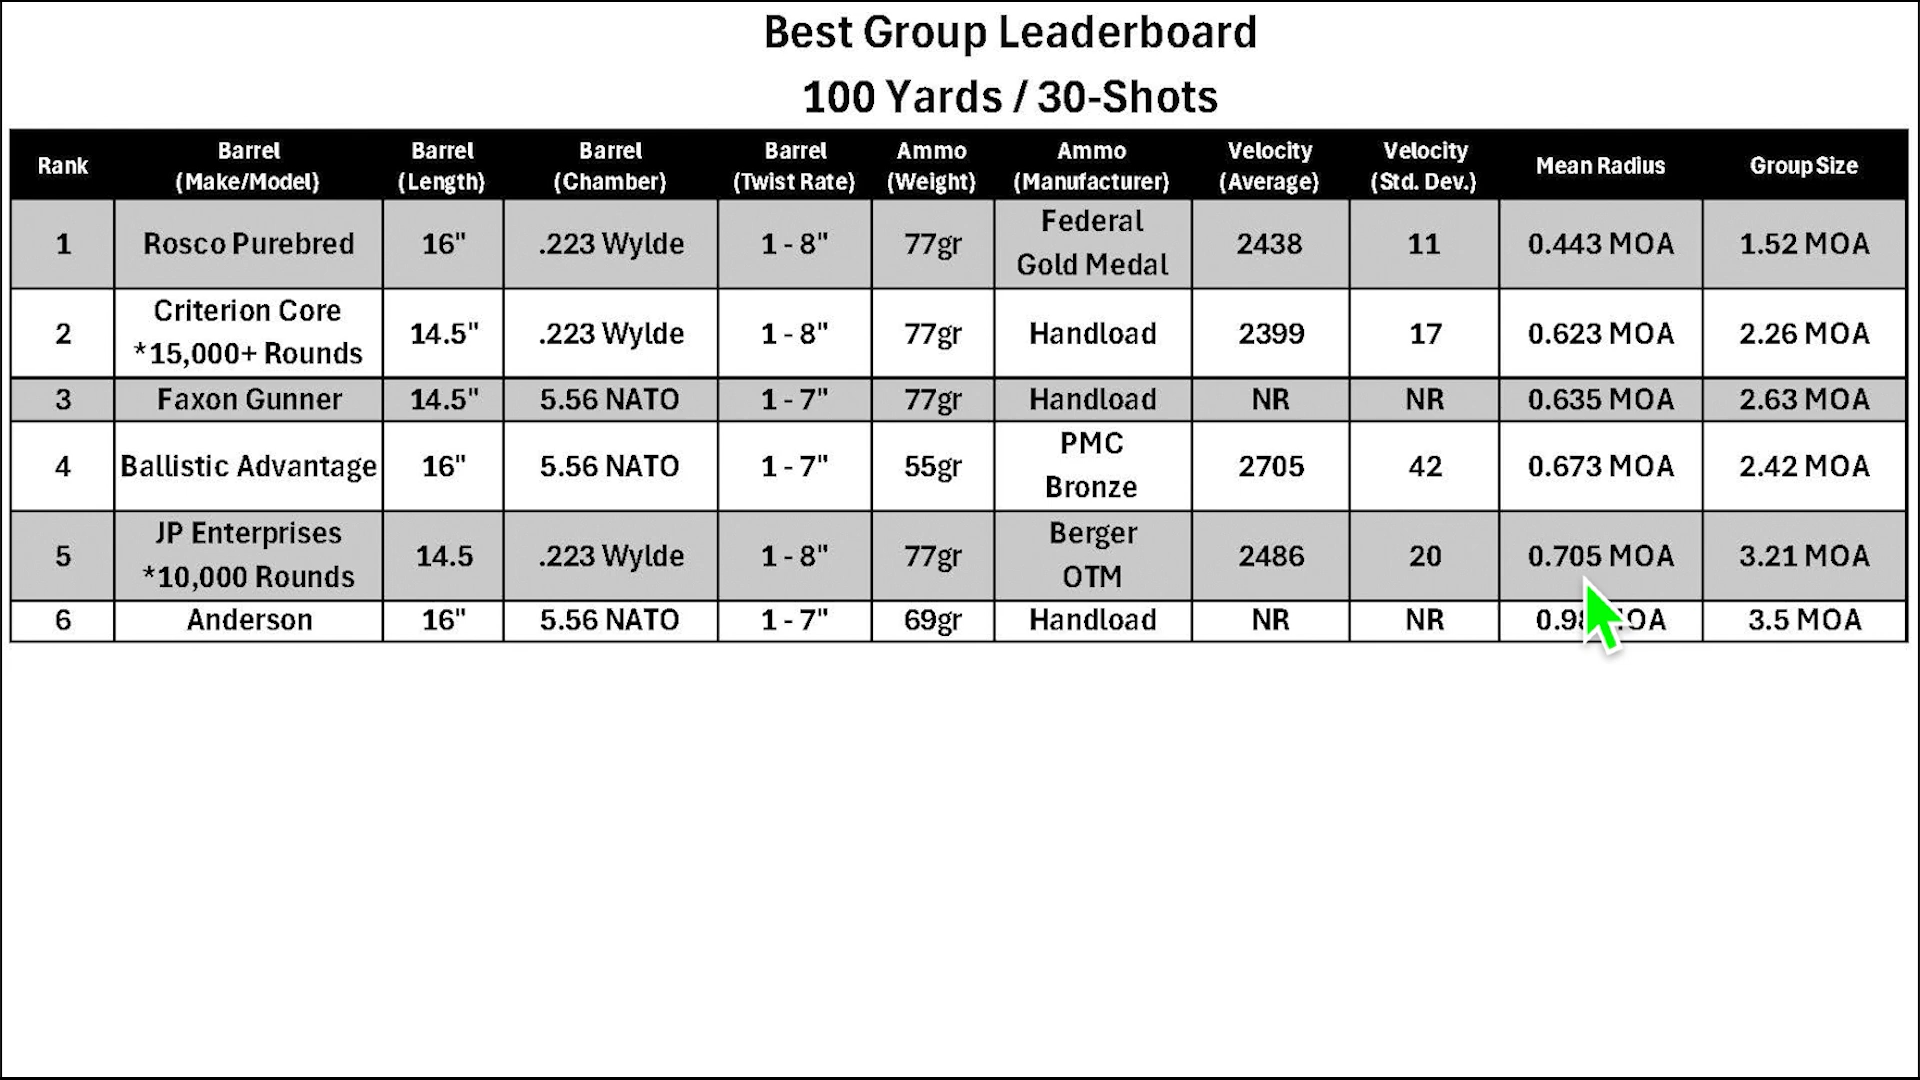 Best Group Leaderboard
100 Yards / 30-Shots
Rank Barrel (Make/Model) Barrel (Length) Barrel (Chamber) Barrel (Twist Rate) Ammo (Weight) Ammo (Manufacturer) Velocity (Average) Velocity (Std. Dev.) Mean Radius Group Size
1 Rosco Purebred 16" .223 Wylde 1 - 8" 77gr Federal Gold Medal 2438 11 0.443 MOA 1.52 MOA
2 Criterion Core *15,000+ Rounds 14.5" .223 Wylde 1 - 8" 77gr Handload 2399 17 0.623 MOA 2.26 MOA
3 Faxon Gunner 14.5" 5.56 NATO 1 - 7" 77gr Handload NR NR 0.635 MOA 2.63 MOA
4 Ballistic Advantage 16" 5.56 NATO 1 - 7" 55gr PMC Bronze 2705 42 0.673 MOA 2.42 MOA
5 JP Enterprises *10,000 Rounds 14.5 .223 Wylde 1 - 8" 77gr Berger OTM 2486 20 0.705 MOA 3.21 MOA
6 Anderson 16" 5.56 NATO 1 - 7" 69gr Handload NR NR 3.5 MOA